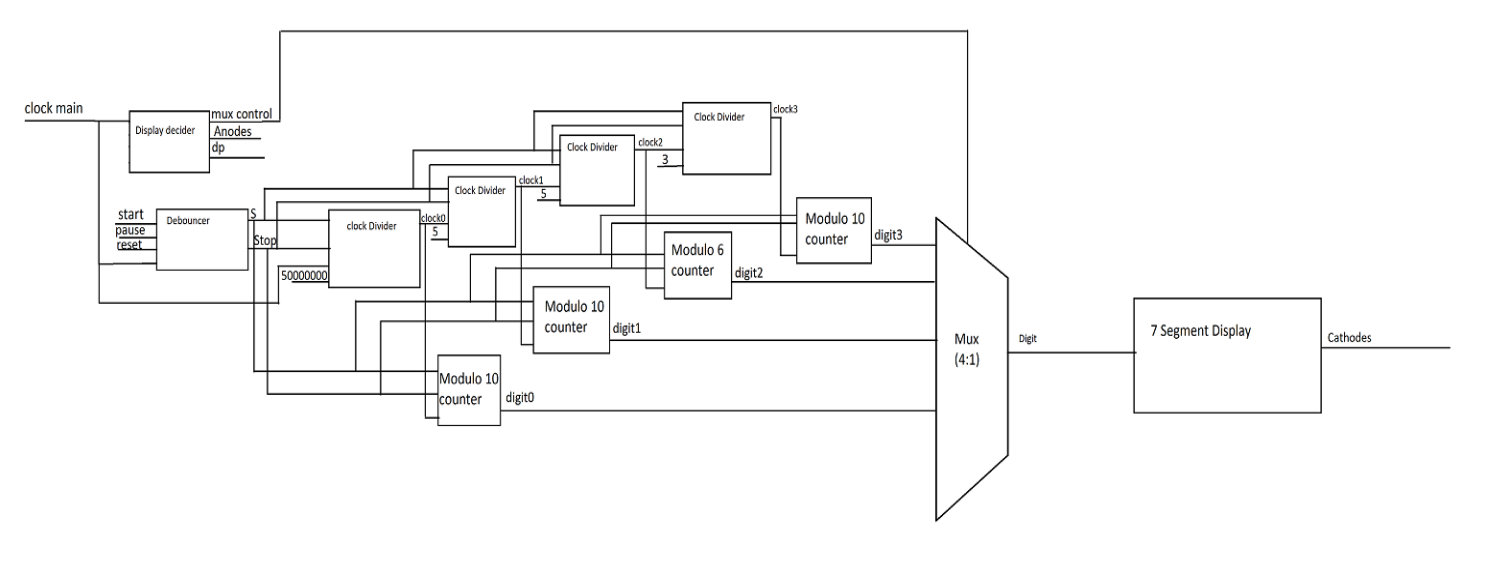 clock main
Display decider
mux control
Anodes
dp
start
pause
reset
Debouncer
S
Stop
50000000
clock Divider
clock0
5
Clock Divider
clock1
5
Clock Divider
clock2
3
Clock Divider
clock3
Modulo 10
counter
digit3
Modulo 6
counter
digit2
Modulo 10
counter
digit1
Modulo 10
counter
digit0
Mux
(4:1)
Digit
7 Segment Display
Cathodes